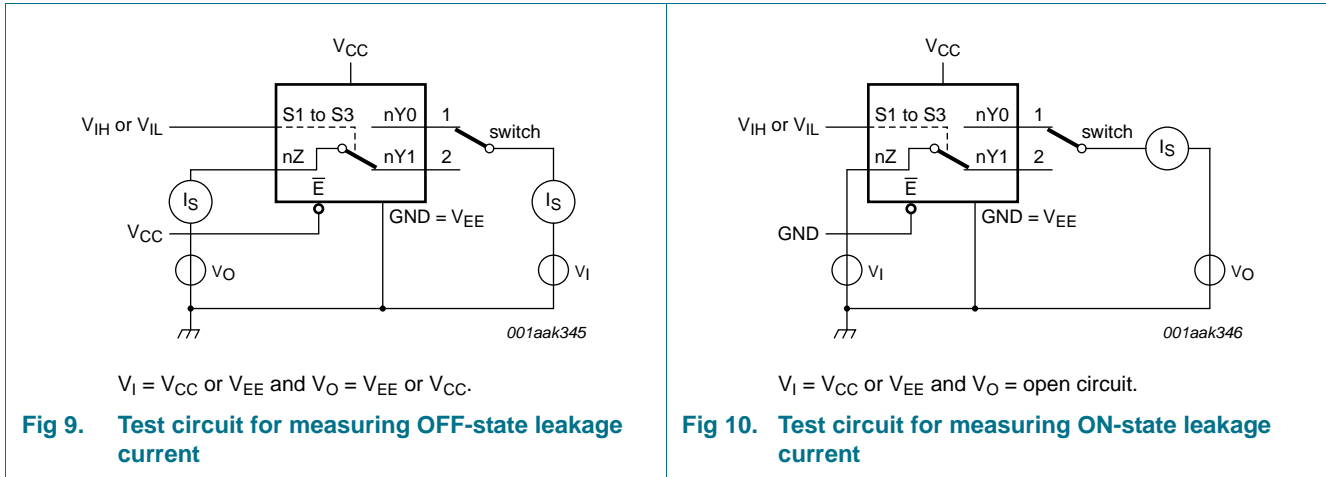 VCC
S1 to S3
nY0
1
VIH or VIL
switch
nZ
nY1
2
E̅
IS
IS
GND = VEE
VCC
VO
VI
001aak345
VI = VCC or VEE and VO = VEE or VCC.
Fig 9. Test circuit for measuring OFF-state leakage
current
VCC
S1 to S3
nY0
1
VIH or VIL
switch
IS
nZ
nY1
2
E̅
GND = VEE
GND
VI
VO
001aak346
VI = VCC or VEE and VO = open circuit.
Fig 10. Test circuit for measuring ON-state leakage
current